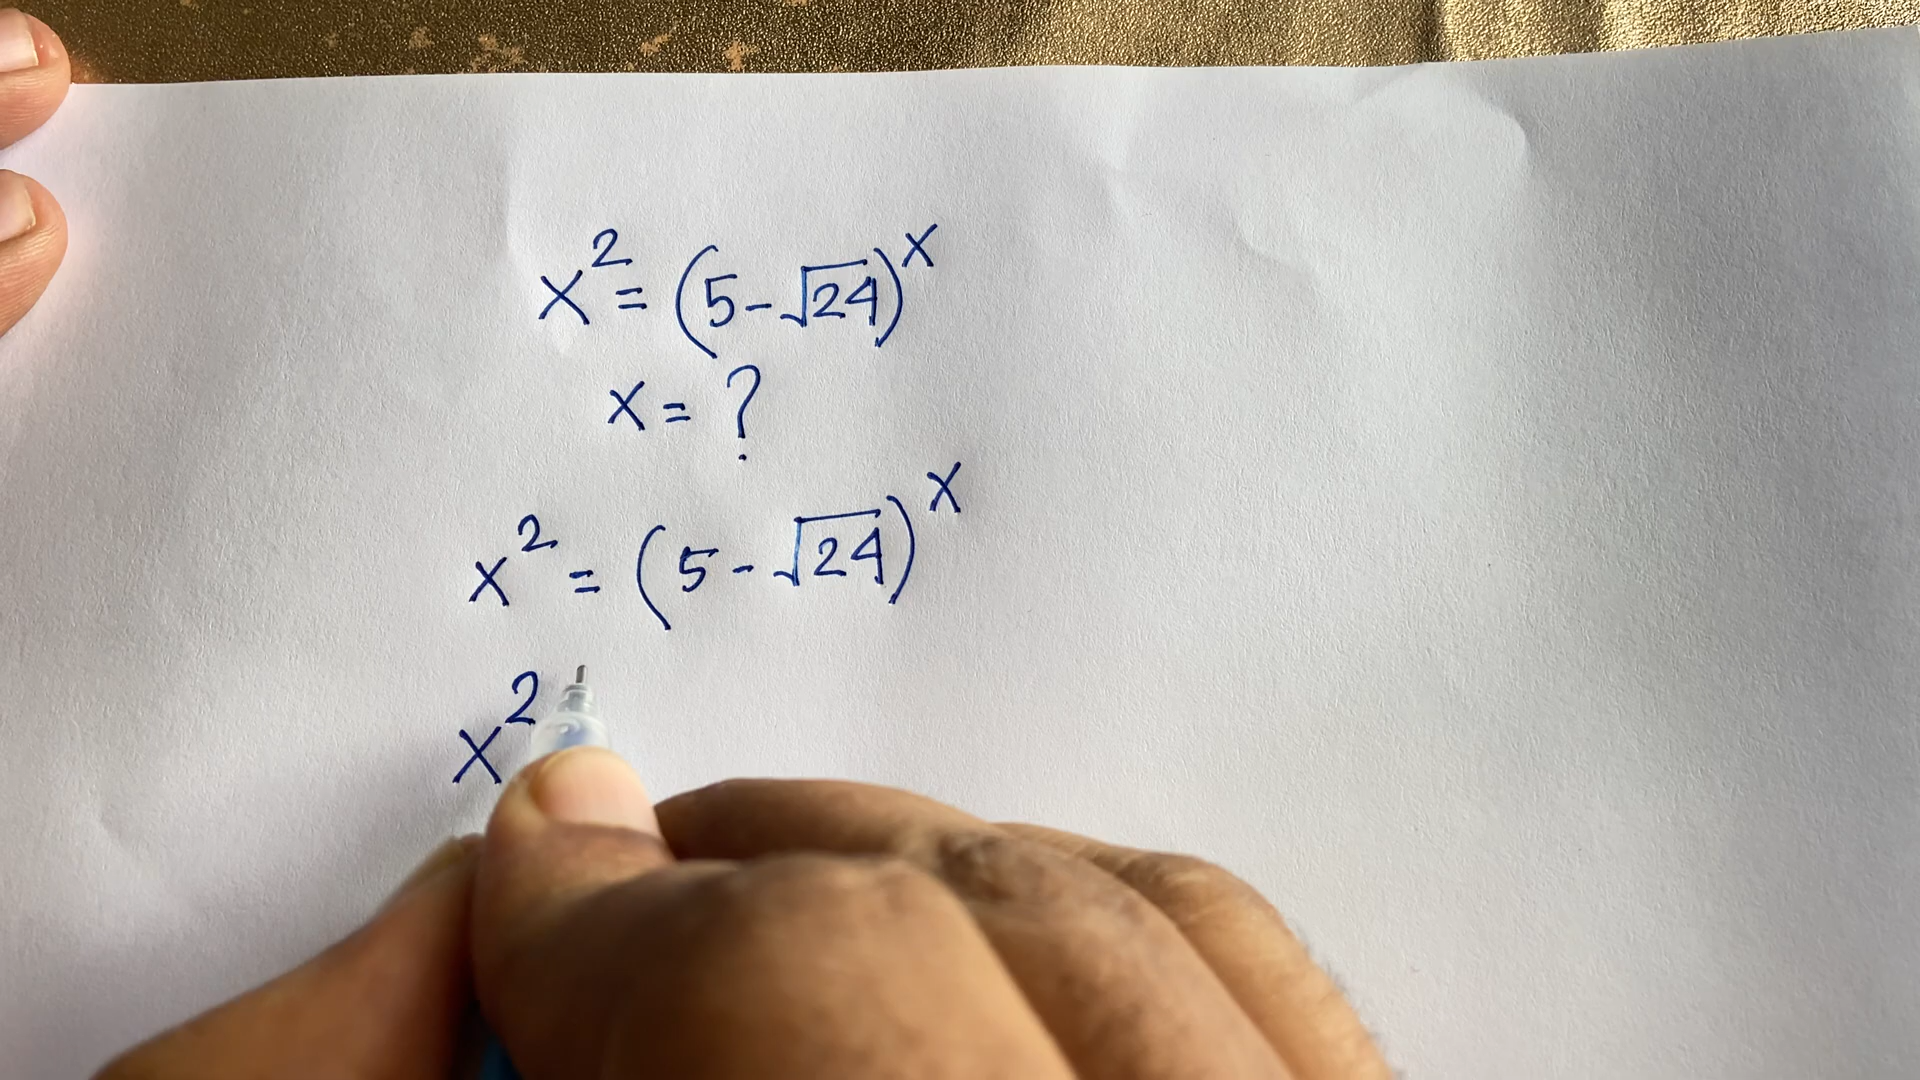 x² = (5-√24)ˣ
x = ?
x² = (5-√24)ˣ
x²